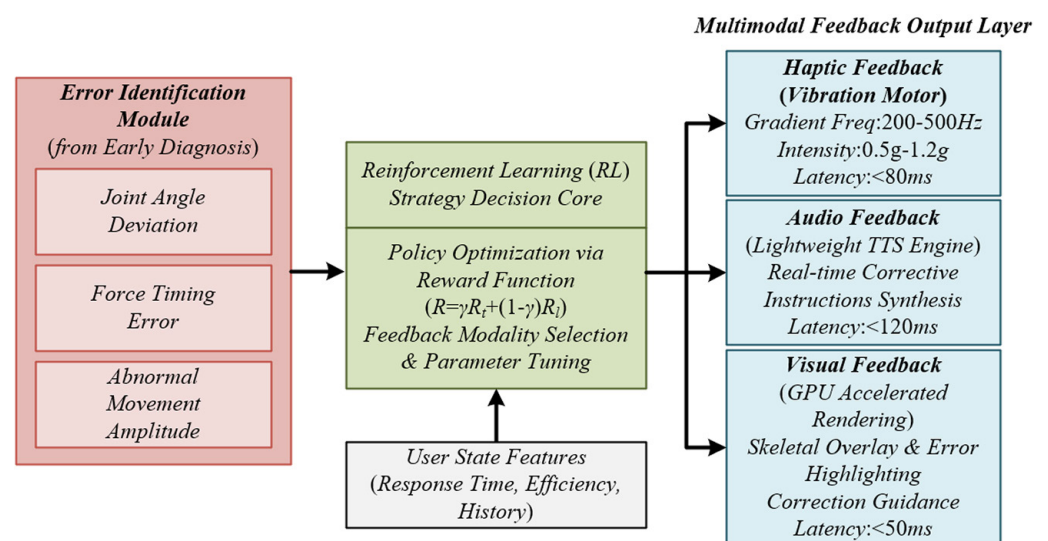 Multimodal Feedback Output Layer
Error Identification
Module
(from Early Diagnosis)
Joint Angle
Deviation
Force Timing
Error
Abnormal
Movement
Amplitude
Reinforcement Learning (RL)
Strategy Decision Core
Policy Optimization via
Reward Function
(R=γRt+(1-γ)Rl)
Feedback Modality Selection
& Parameter Tuning
User State Features
(Response Time, Efficiency,
History)
Haptic Feedback
(Vibration Motor)
Gradient Freq:200-500Hz
Intensity:0.5g-1.2g
Latency:<80ms
Audio Feedback
(Lightweight TTS Engine)
Real-time Corrective
Instructions Synthesis
Latency:<120ms
Visual Feedback
(GPU Accelerated
Rendering)
Skeletal Overlay & Error
Highlighting
Correction Guidance
Latency:<50ms